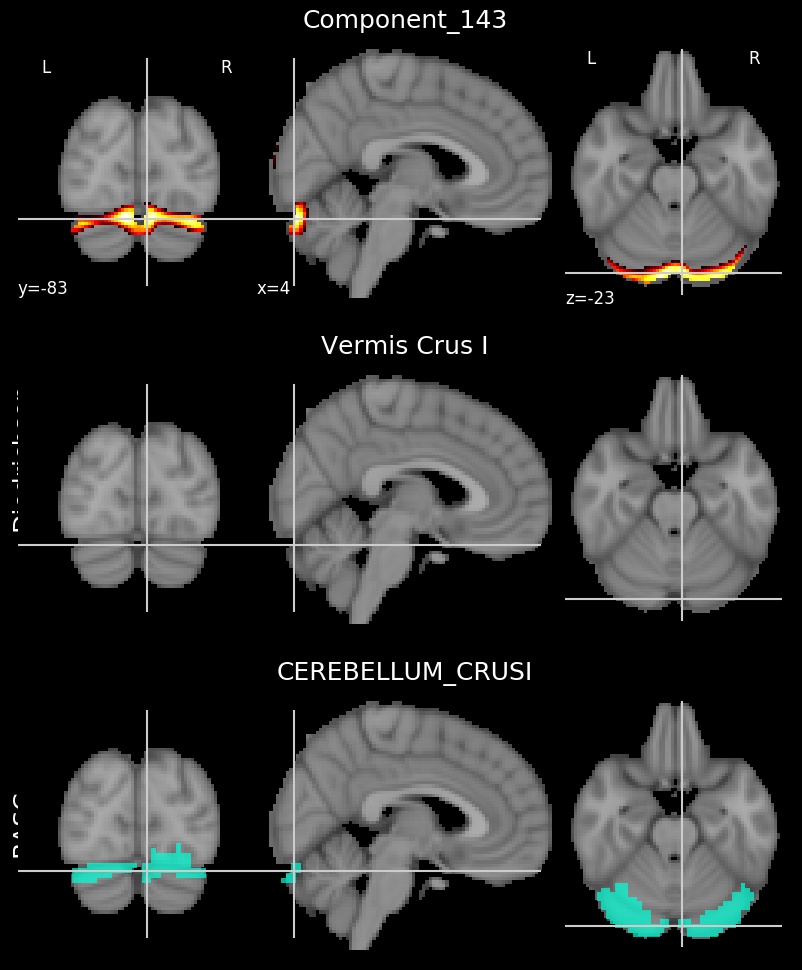 Component_143
L R L R
y=-83 x=4 z=-23
Vermis Crus I
CEREBELLUM_CRUSI